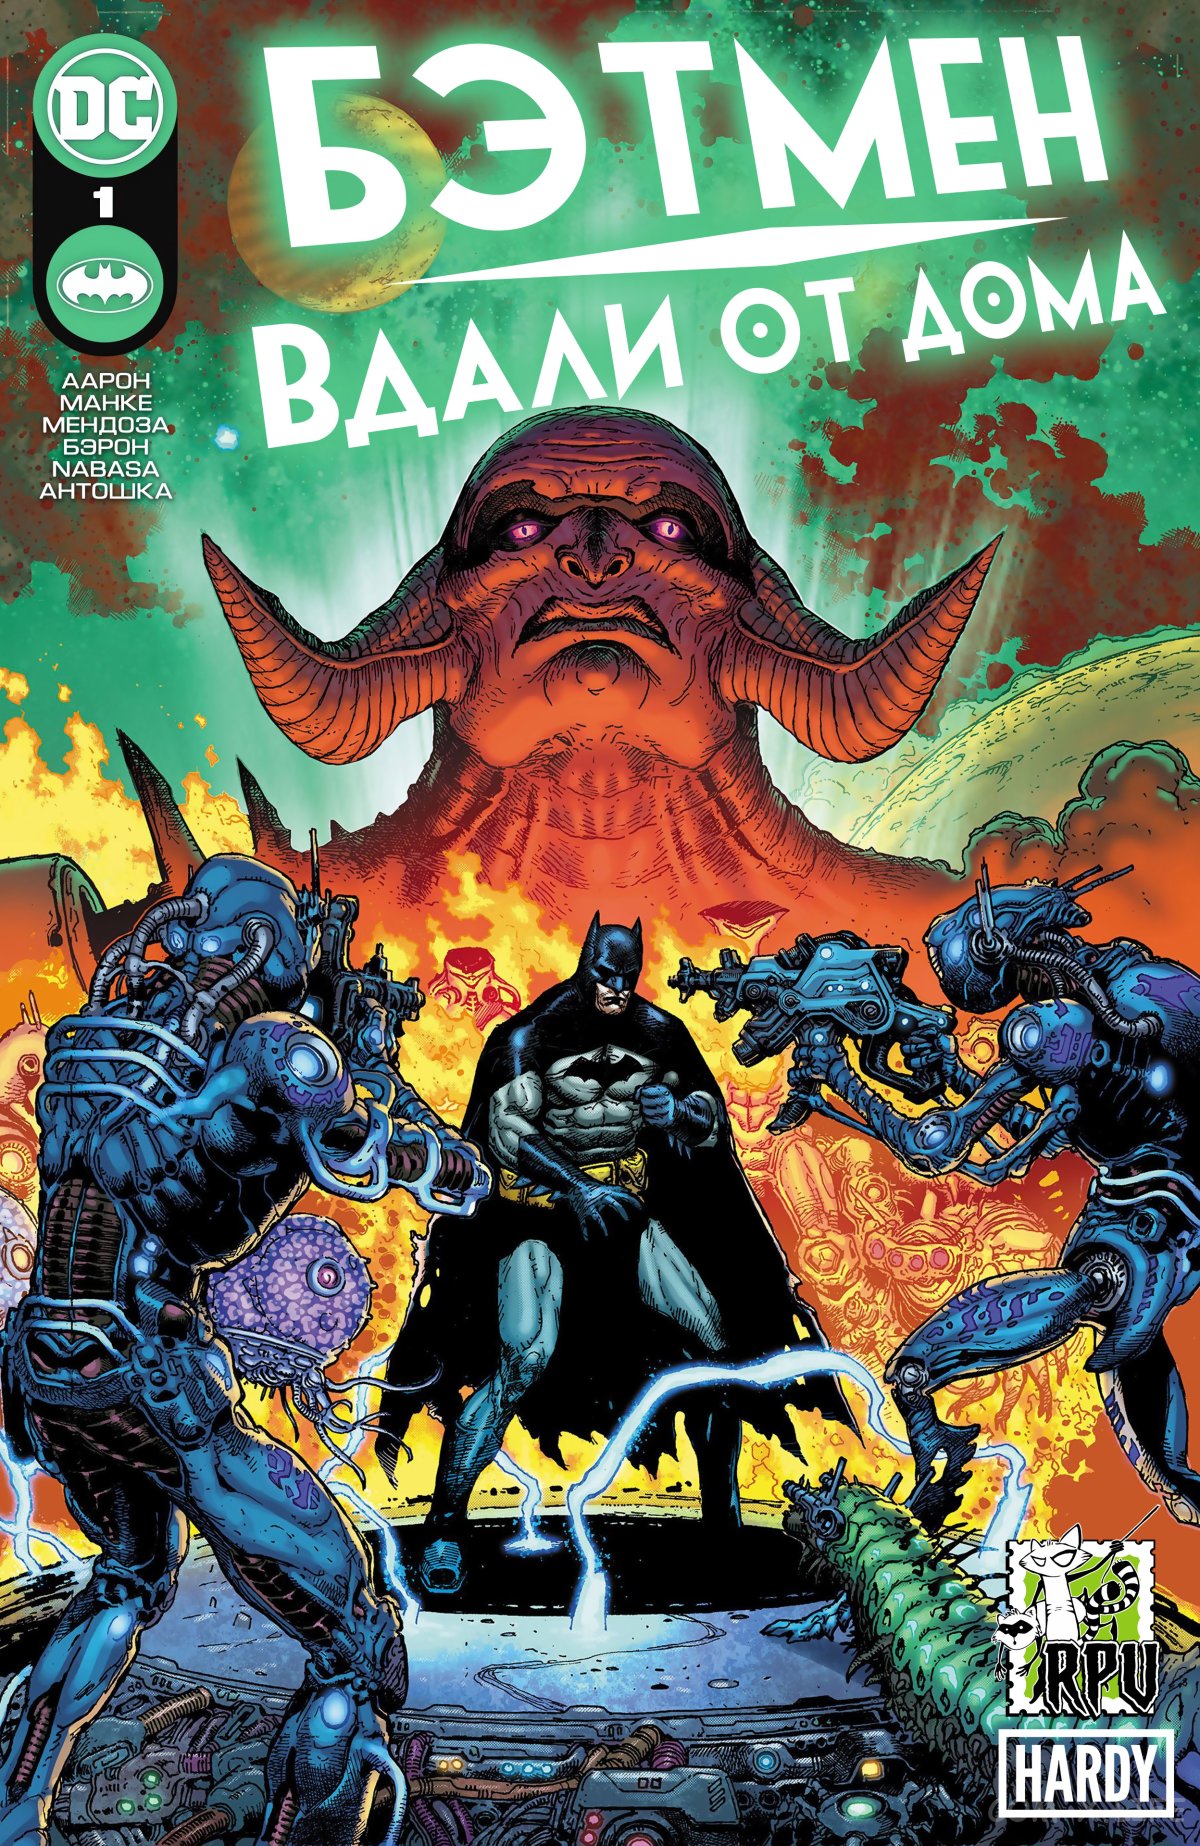 DC
1
БЭТМЕН
ВДАЛИ ОТ ДОМА
ААРОН
МАНКЕ
МЕНДОЗА
БЭРОН
NABASA
АНТОШКА
RPU
HARDY